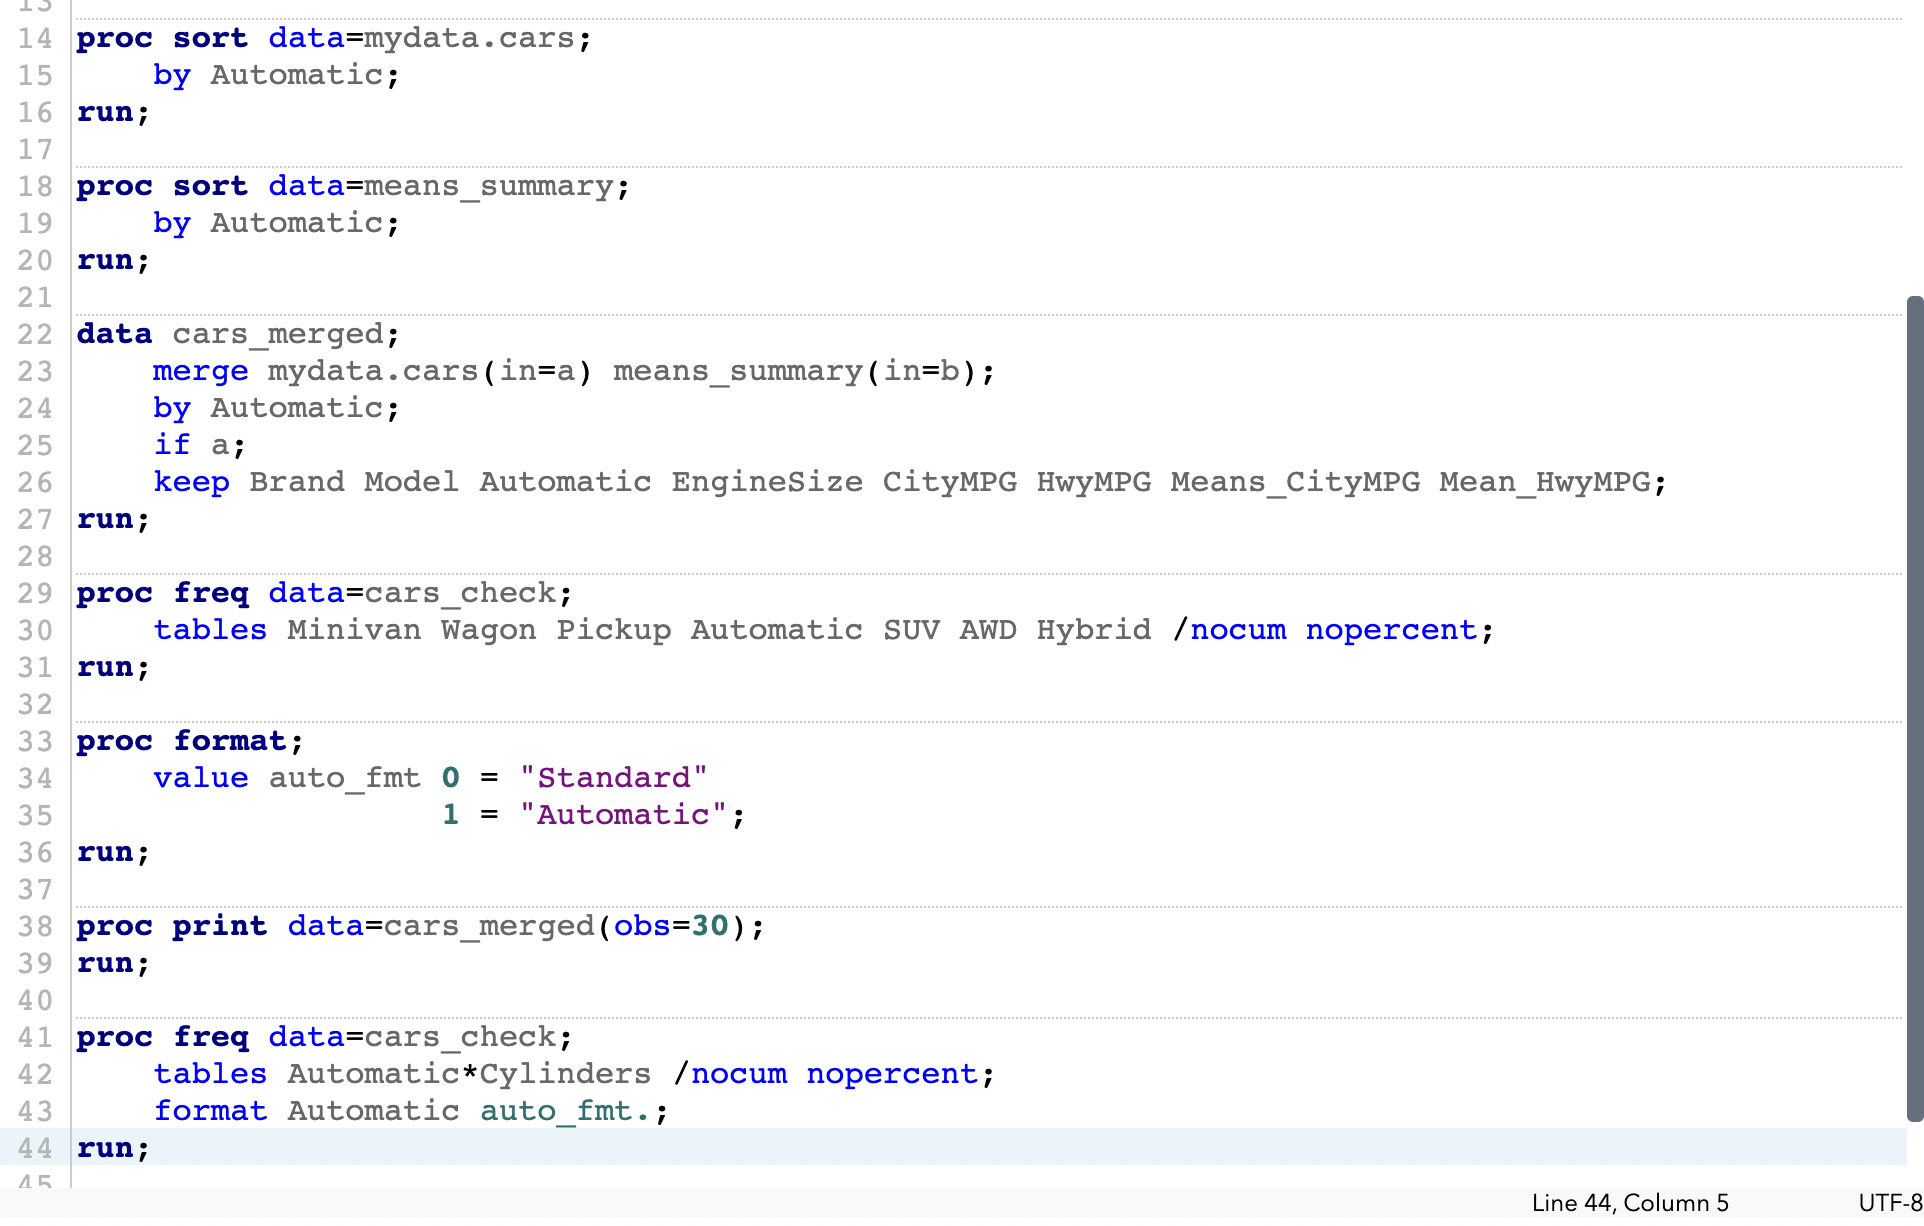 13
14 proc sort data=mydata.cars;
15     by Automatic;
16 run;
17
18 proc sort data=means_summary;
19     by Automatic;
20 run;
21
22 data cars_merged;
23     merge mydata.cars(in=a) means_summary(in=b);
24     by Automatic;
25     if a;
26     keep Brand Model Automatic EngineSize CityMPG HwyMPG Means_CityMPG Mean_HwyMPG;
27 run;
28
29 proc freq data=cars_check;
30     tables Minivan Wagon Pickup Automatic SUV AWD Hybrid /nocum nopercent;
31 run;
32
33 proc format;
34     value auto_fmt 0 = "Standard"
35                    1 = "Automatic";
36 run;
37
38 proc print data=cars_merged(obs=30);
39 run;
40
41 proc freq data=cars_check;
42     tables Automatic*Cylinders /nocum nopercent;
43     format Automatic auto_fmt.;
44 run;
45
Line 44, Column 5 UTF-8